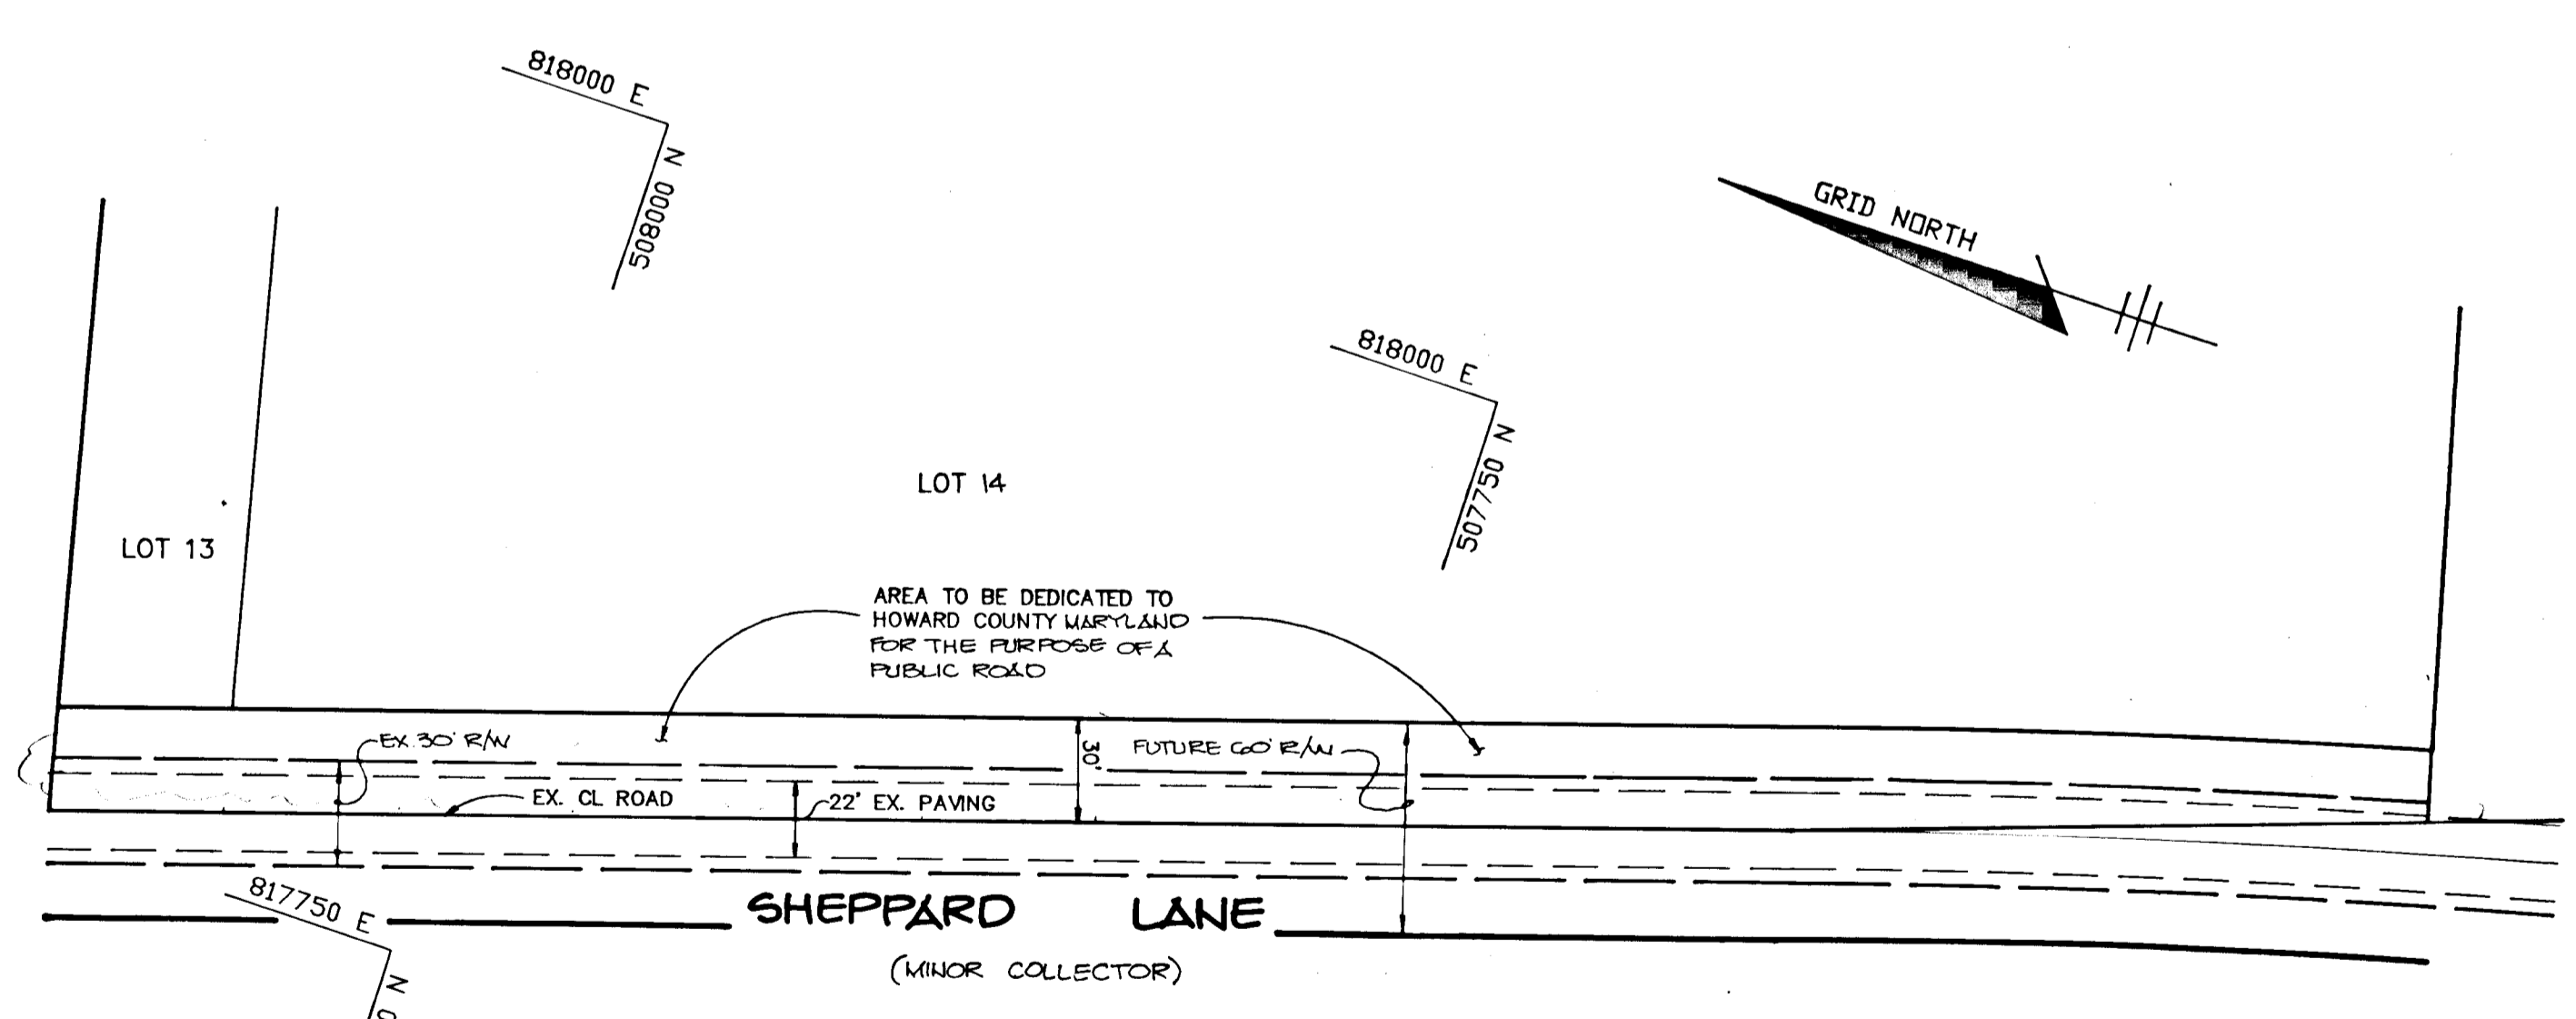 818000 E
508000 N
GRID NORTH
818000 E
507750 N
LOT 14
LOT 13
AREA TO BE DEDICATED TO
HOWARD COUNTY MARYLAND
FOR THE PURPOSE OF A
PUBLIC ROAD
EX. 30' R/W
30'
FUTURE 60' R/W
EX. CL ROAD
22' EX. PAVING
817750 E
SHEPPARD LANE
(MINOR COLLECTOR)
N